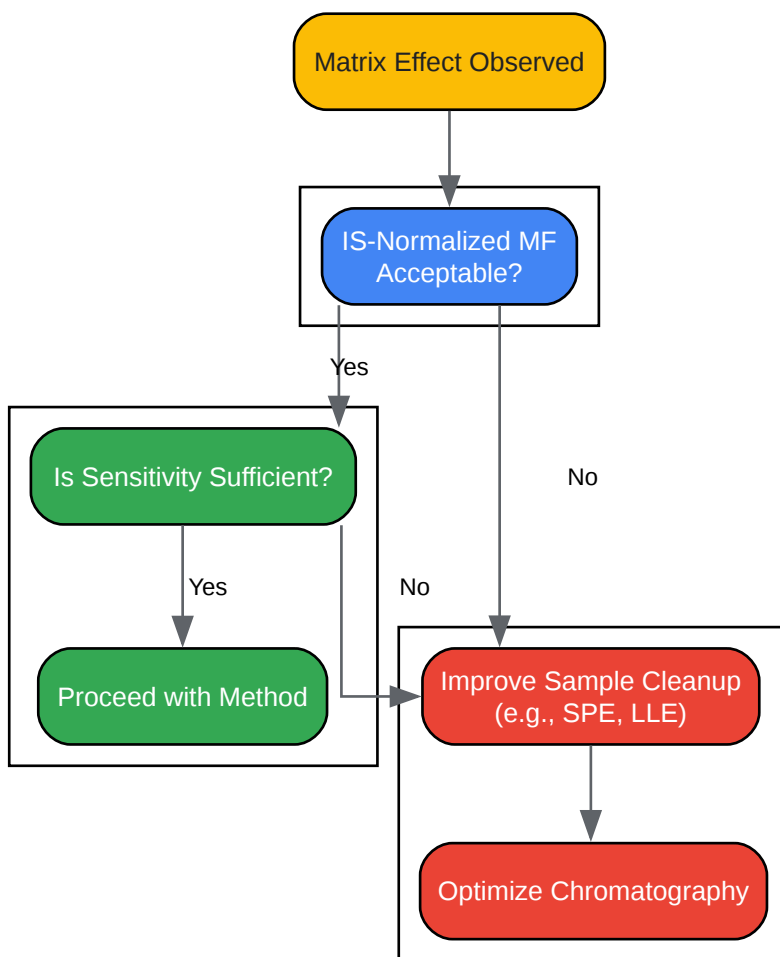 Matrix Effect Observed
IS-Normalized MF
Acceptable?
Yes
Is Sensitivity Sufficient?
No
Yes
No
Proceed with Method
Improve Sample Cleanup
(e.g., SPE, LLE)
Optimize Chromatography